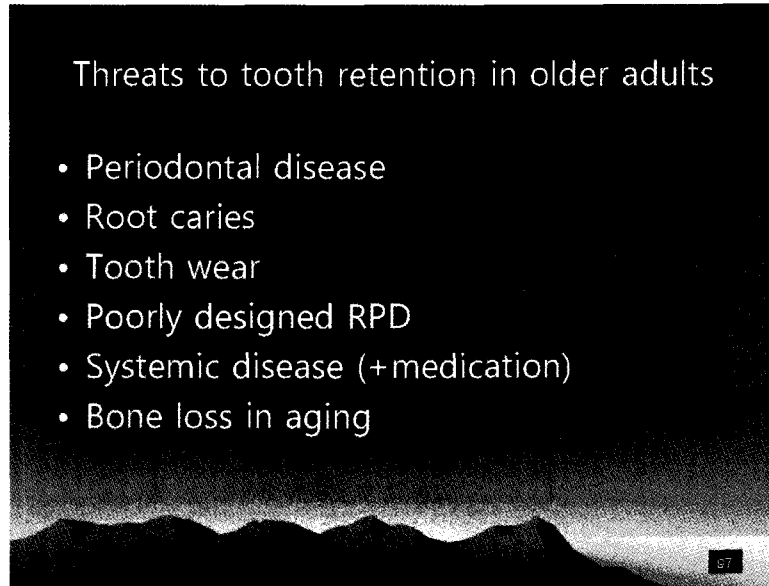 Threats to tooth retention in older adults
• Periodontal disease
• Root caries
• Tooth wear
• Poorly designed RPD
• Systemic disease (+medication)
• Bone loss in aging
97